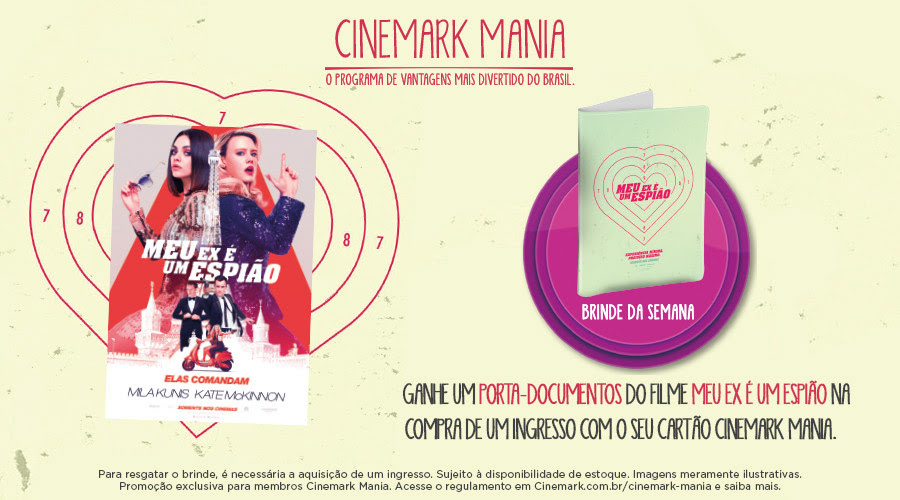 CINEMARK MANIA
O PROGRAMA DE VANTAGENS MAIS DIVERTIDO DO BRASIL.
7
7 8
8 7
MEU EX É
UM ESPIÃO
ELAS COMANDAM
MILA KUNIS KATE McKINNON
SOMENTE NOS CINEMAS
MEU EX É
UM ESPIÃO
BRINDE DA SEMANA
GANHE UM PORTA-DOCUMENTOS DO FILME MEU EX É UM ESPIÃO NA
COMPRA DE UM INGRESSO COM O SEU CARTÃO CINEMARK MANIA.
Para resgatar o brinde, é necessária a aquisição de um ingresso. Sujeito à disponibilidade de estoque. Imagens meramente ilustrativas.
Promoção exclusiva para membros Cinemark Mania. Acesse o regulamento em Cinemark.com.br/cinemark-mania e saiba mais.